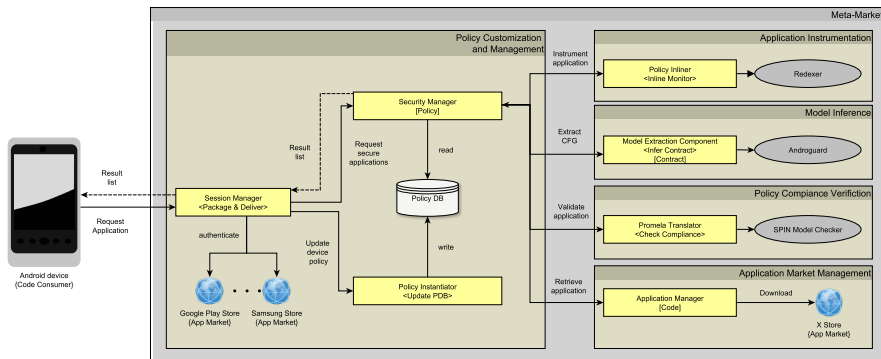 Meta-Market
Policy Customization
and Management
Application Instrumentation
Instrument
application
Policy Inliner
<Inline Monitor>
Redexer
Security Manager
[Policy]
Model Inference
Extract
CFG
Model Extraction Component
<Infer Contract>
[Contract]
Androguard
Result
list
Request
secure
applications
read
Result
list
Policy Compiance Verifiction
Session Manager
<Package & Deliver>
Policy DB
Validate
application
Promela Translator
<Check Compliance>
SPIN Model Checker
Request
Application
authenticate
Update
device
policy
write
Application Market Management
Android device
{Code Consumer}
Policy Instantiator
<Update PDB>
Retrieve
application
Application Manager
[Code]
Download
Google Play Store
{App Market}
Samsung Store
{App Market}
X Store
{App Market}